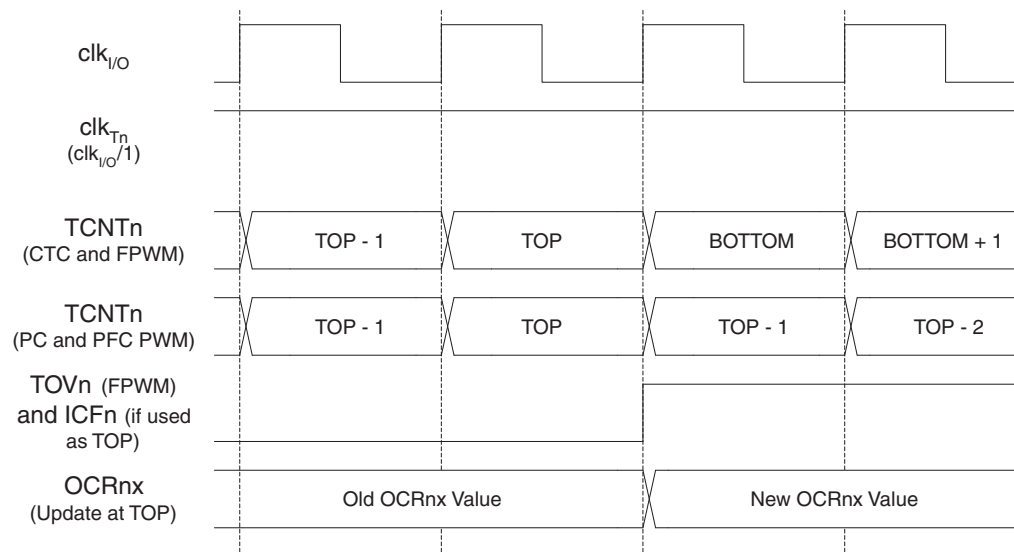 clkI/O
clkTn
(clkI/O/1)
TCNTn
(CTC and FPWM)
TOP - 1
TOP
BOTTOM
BOTTOM + 1
TCNTn
(PC and PFC PWM)
TOP - 1
TOP
TOP - 1
TOP - 2
TOVn (FPWM)
and ICFn (if used
as TOP)
OCRnx
(Update at TOP)
Old OCRnx Value
New OCRnx Value